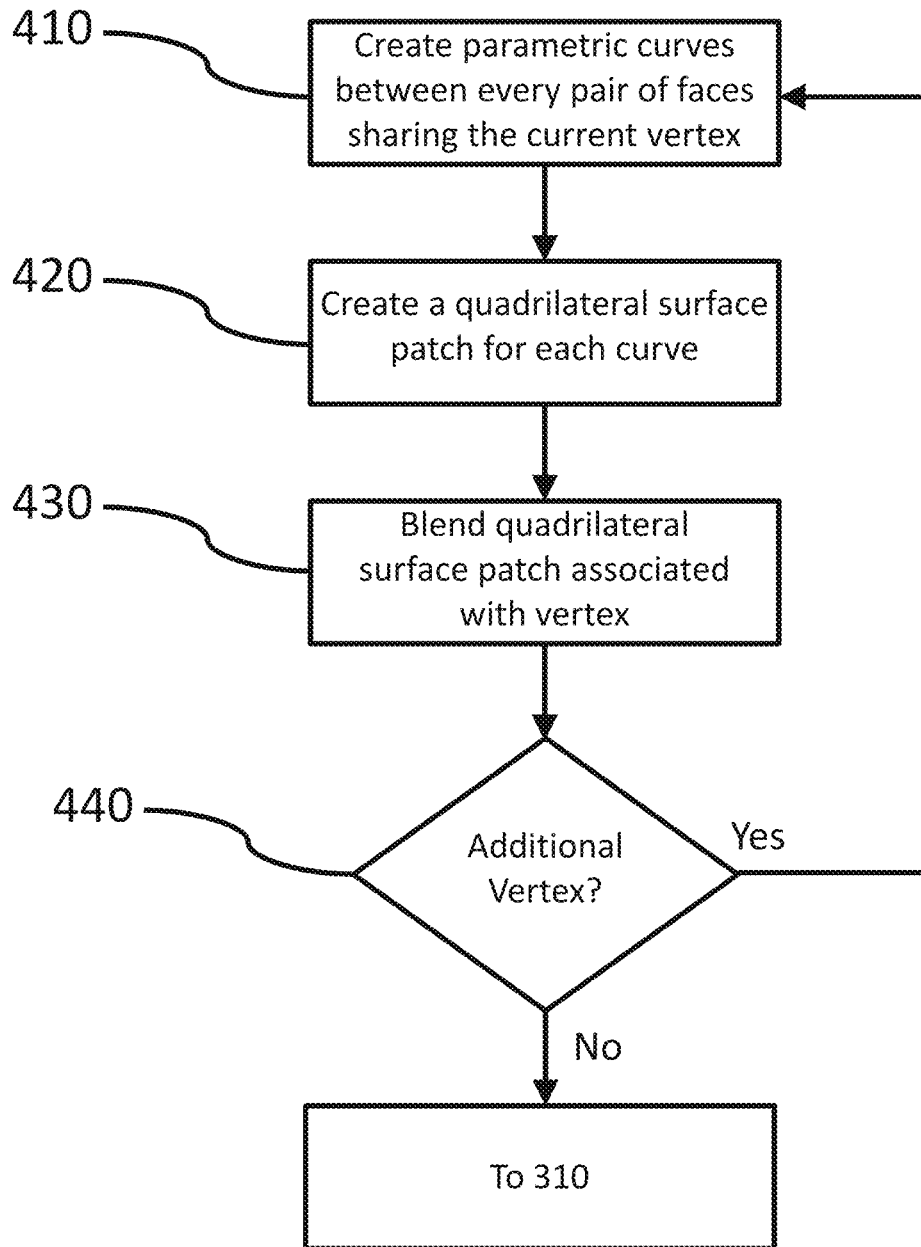 410
Create parametric curves
between every pair of faces
sharing the current vertex
420
Create a quadrilateral surface
patch for each curve
430
Blend quadrilateral
surface patch associated
with vertex
440
Additional
Vertex?
Yes
No
To 310